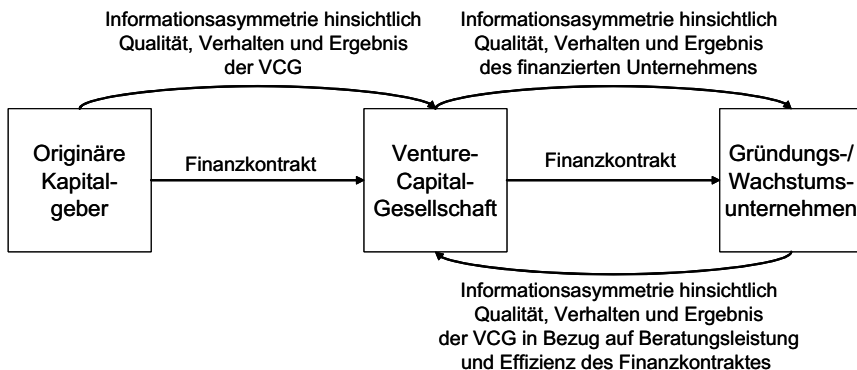 Informationsasymmetrie hinsichtlich
Qualität, Verhalten und Ergebnis
der VCG
Informationsasymmetrie hinsichtlich
Qualität, Verhalten und Ergebnis
des finanzierten Unternehmens
Originäre
Kapital-
geber
Finanzkontrakt
Venture-
Capital-
Gesellschaft
Finanzkontrakt
Gründungs-/
Wachstums-
unternehmen
Informationsasymmetrie hinsichtlich
Qualität, Verhalten und Ergebnis
der VCG in Bezug auf Beratungsleistung
und Effizienz des Finanzkontraktes